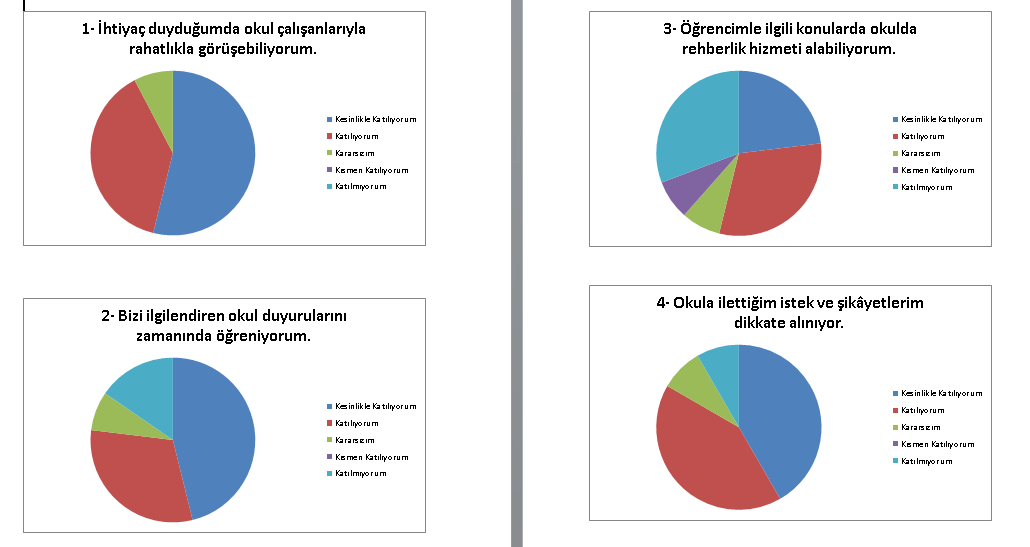 1- İhtiyaç duyduğumda okul çalışanlarıyla
rahatlıkla görüşebiliyorum.
Kesinlikle Katılıyorum
Katılıyorum
Kararsızım
Kısmen Katılıyorum
Katılmıyorum
2- Bizi ilgilendiren okul duyurularını
zamanında öğreniyorum.
Kesinlikle Katılıyorum
Katılıyorum
Kararsızım
Kısmen Katılıyorum
Katılmıyorum
3- Öğrencimle ilgili konularda okulda
rehberlik hizmeti alabiliyorum.
Kesinlikle Katılıyorum
Katılıyorum
Kararsızım
Kısmen Katılıyorum
Katılmıyorum
4- Okula ilettiğim istek ve şikâyetlerim
dikkate alınıyor.
Kesinlikle Katılıyorum
Katılıyorum
Kararsızım
Kısmen Katılıyorum
Katılmıyorum